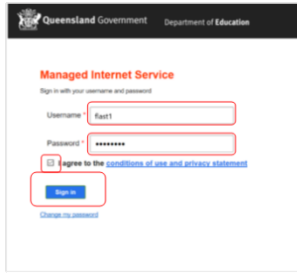 Queensland Government Department of Education
Managed Internet Service
Sign in with your username and password
Username * flast1
Password * ••••••••
I agree to the conditions of use and privacy statement
Sign in
Change my password